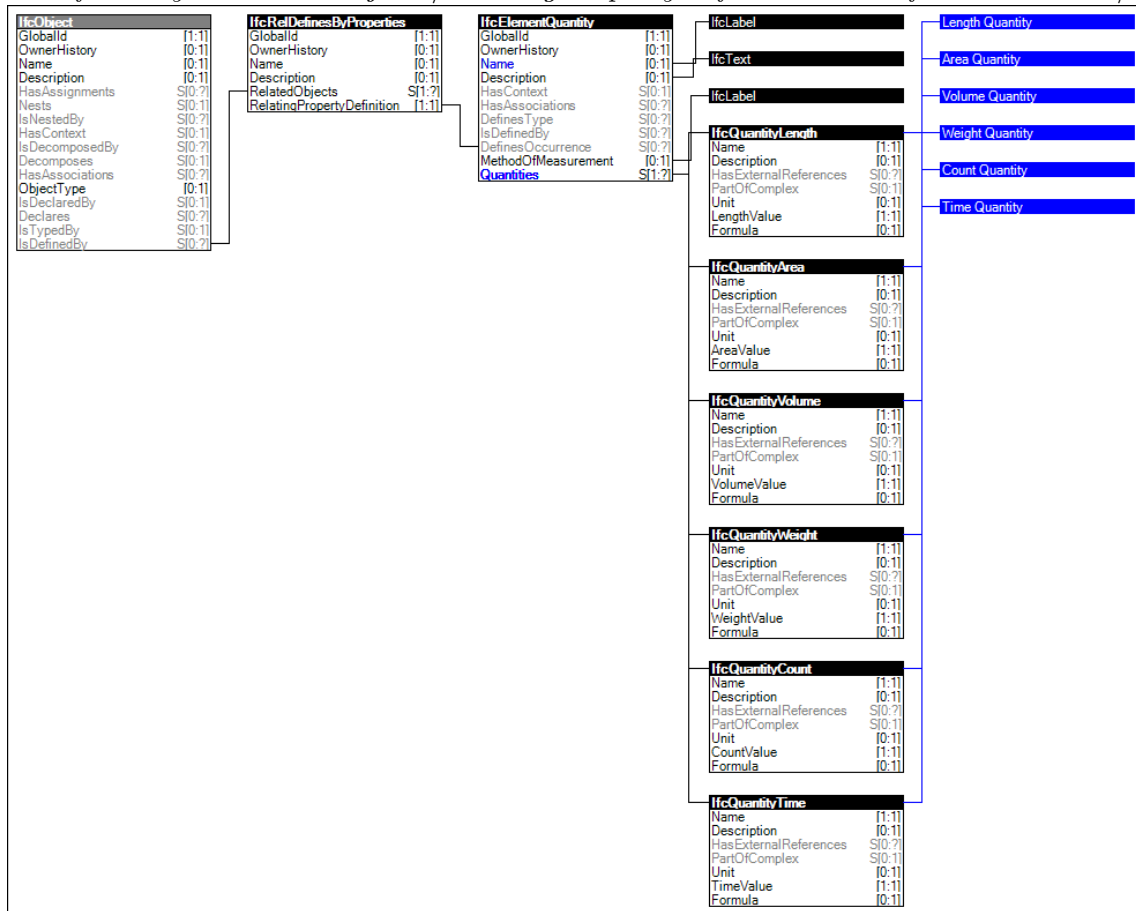 IfcObject
GlobalId [1:1]
OwnerHistory [0:1]
Name [0:1]
Description [0:1]
HasAssignments S[0:?]
Nests S[0:1]
IsNestedBy S[0:?]
HasContext S[0:1]
IsDecomposedBy S[0:?]
Decomposes S[0:1]
HasAssociations S[0:?]
ObjectType [0:1]
IsDeclaredBy S[0:1]
Declares S[0:?]
IsTypedBy S[0:1]
IsDefinedBy S[0:?]
IfcRelDefinesByProperties
GlobalId [1:1]
OwnerHistory [0:1]
Name [0:1]
Description [0:1]
RelatedObjects S[1:?]
RelatingPropertyDefinition [1:1]
IfcElementQuantity
GlobalId [1:1]
OwnerHistory [0:1]
Name [0:1]
Description [0:1]
HasContext S[0:1]
HasAssociations S[0:?]
DefinesType S[0:?]
IsDefinedBy S[0:?]
DefinesOccurrence S[0:?]
MethodOfMeasurement [0:1]
Quantities S[1:?]
IfcLabel
IfcText
IfcLabel
IfcQuantityLength
Name [1:1]
Description [0:1]
HasExternalReferences S[0:?]
PartOfComplex S[0:1]
Unit [0:1]
LengthValue [1:1]
Formula [0:1]
IfcQuantityArea
Name [1:1]
Description [0:1]
HasExternalReferences S[0:?]
PartOfComplex S[0:1]
Unit [0:1]
AreaValue [1:1]
Formula [0:1]
IfcQuantityVolume
Name [1:1]
Description [0:1]
HasExternalReferences S[0:?]
PartOfComplex S[0:1]
Unit [0:1]
VolumeValue [1:1]
Formula [0:1]
IfcQuantityWeight
Name [1:1]
Description [0:1]
HasExternalReferences S[0:?]
PartOfComplex S[0:1]
Unit [0:1]
WeightValue [1:1]
Formula [0:1]
IfcQuantityCount
Name [1:1]
Description [0:1]
HasExternalReferences S[0:?]
PartOfComplex S[0:1]
Unit [0:1]
CountValue [1:1]
Formula [0:1]
IfcQuantityTime
Name [1:1]
Description [0:1]
HasExternalReferences S[0:?]
PartOfComplex S[0:1]
Unit [0:1]
TimeValue [1:1]
Formula [0:1]
Length Quantity
Area Quantity
Volume Quantity
Weight Quantity
Count Quantity
Time Quantity